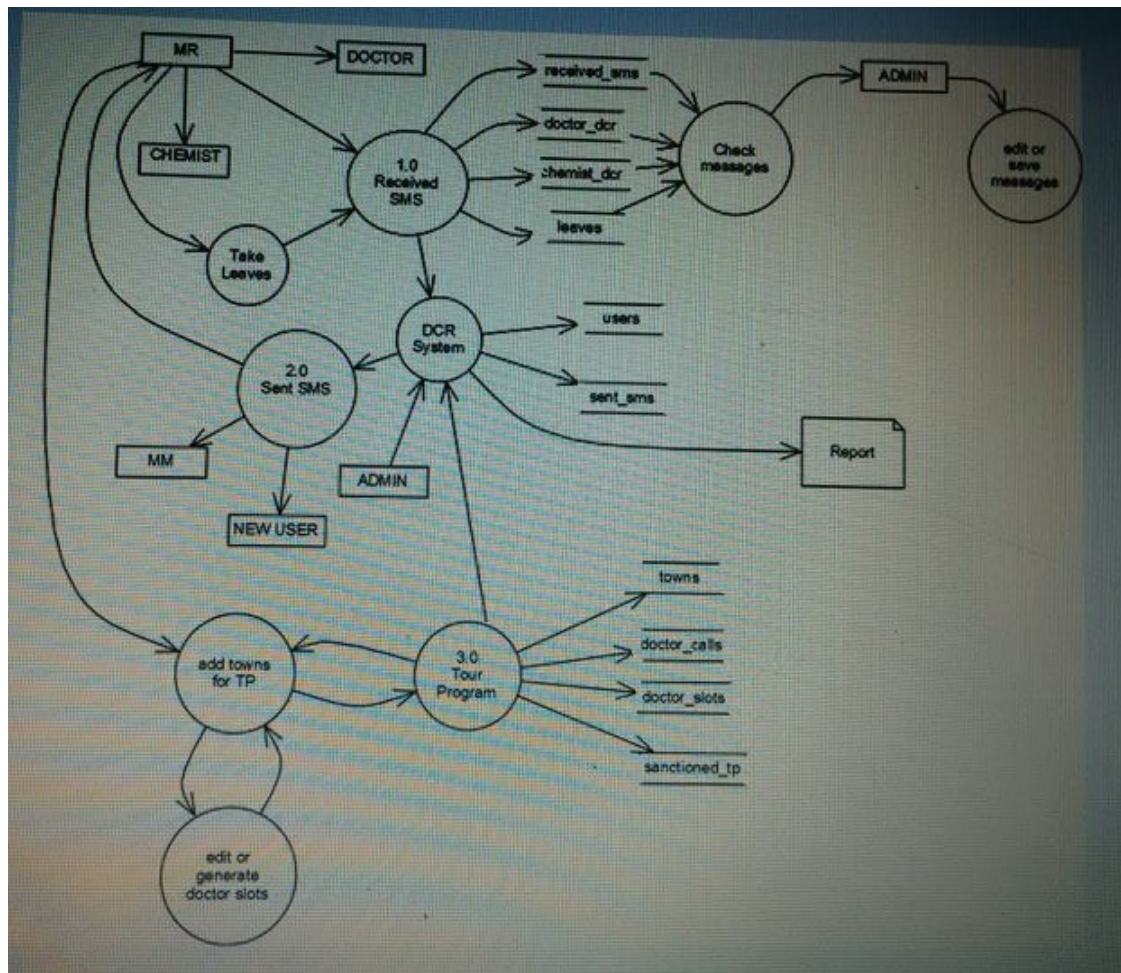 MR
DOCTOR
received_sms
ADMIN
doctor_dcr
CHEMIST
1.0
Received
SMS
chemist_dcr
Check
messages
edit or
save
messages
leaves
Take
Leaves
users
DCR
System
2.0
Sent SMS
sent_sms
Report
MM
ADMIN
NEW USER
towns
doctor_calls
add towns
for TP
3.0
Tour
Program
doctor_slots
sanctioned_tp
edit or
generate
doctor slots